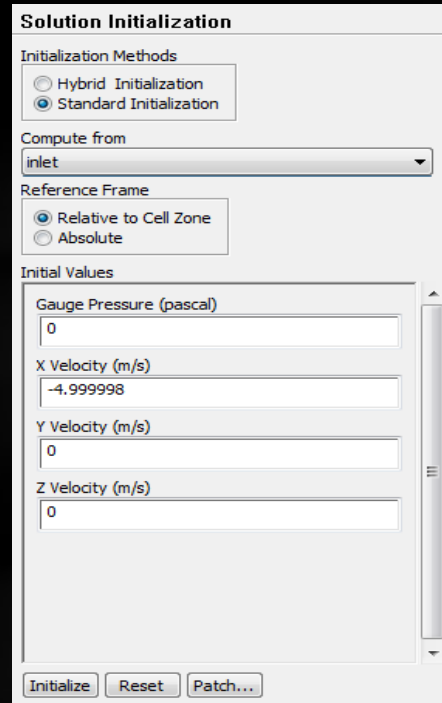 Solution Initialization
Initialization Methods
Hybrid Initialization
Standard Initialization
Compute from
inlet
Reference Frame
Relative to Cell Zone
Absolute
Initial Values
Gauge Pressure (pascal)
0
X Velocity (m/s)
-4.999998
Y Velocity (m/s)
0
Z Velocity (m/s)
0
Initialize Reset Patch...